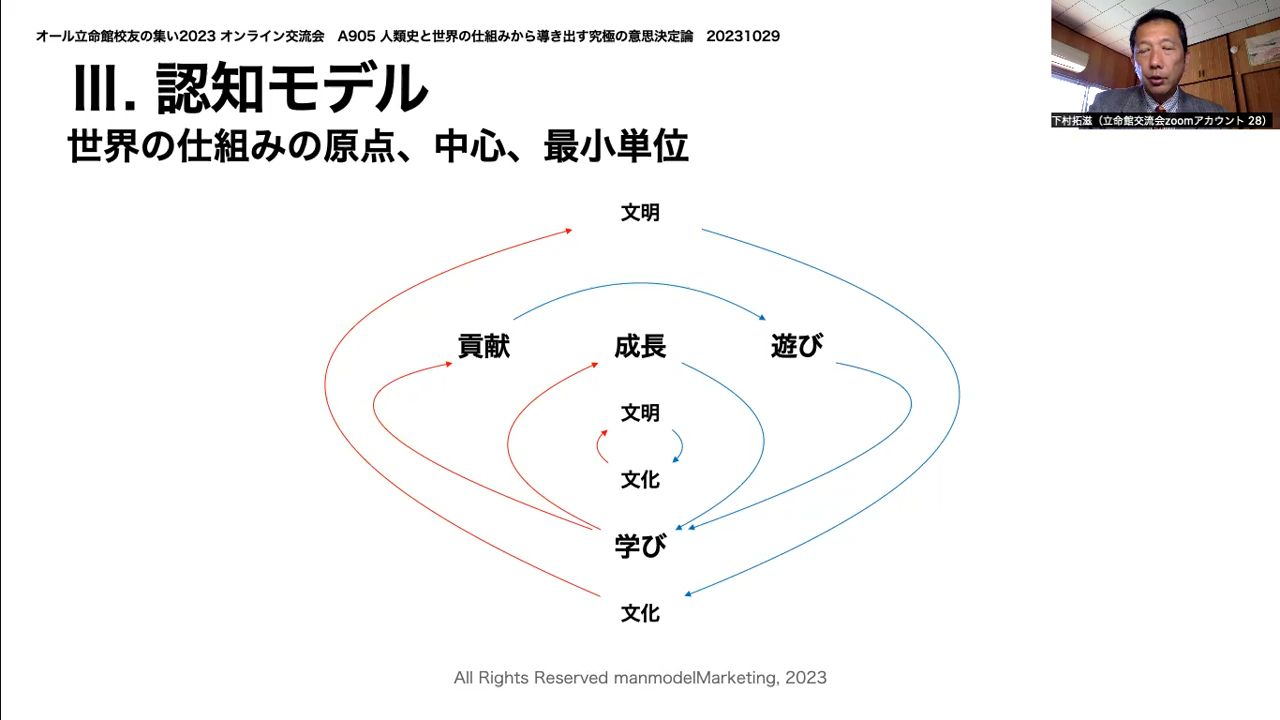 オール立命館校友の集い2023 オンライン交流会　A905 人類史と世界の仕組みから導き出す究極の意思決定論　20231029
Ⅲ. 認知モデル
世界の仕組みの原点、中心、最小単位
下村拓滋（立命館交流会zoomアカウント 28）
文明
貢献 成長 遊び
文明
文化
学び
文化
All Rights Reserved manmodelMarketing, 2023